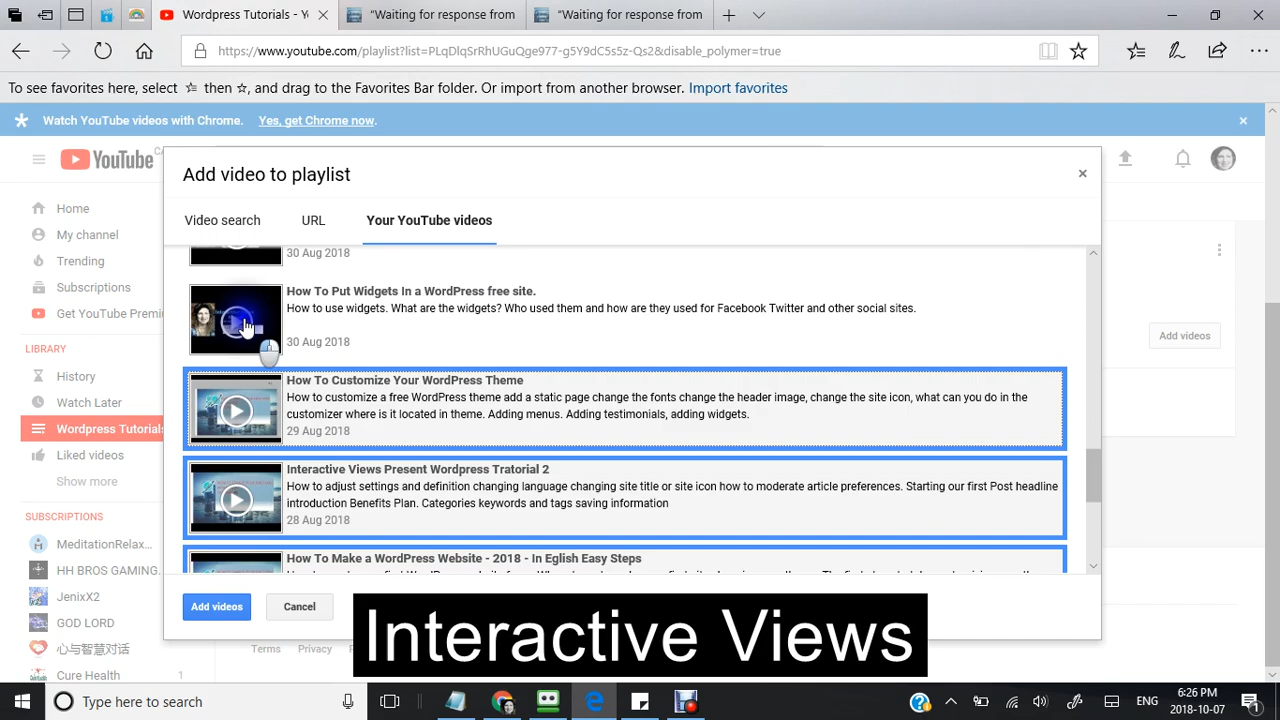 Wordpress Tutorials - Yo
"Waiting for response from
"Waiting for response from
https://www.youtube.com/playlist?list=PLqDlqSrRhUGuQge977-g5Y9dC5s5z-Qs2&disable_polymer=true
To see favorites here, select then , and drag to the Favorites Bar folder. Or import from another browser. Import favorites
Watch YouTube videos with Chrome. Yes, get Chrome now.
YouTube CA
Home
My channel
Trending
Subscriptions
Get YouTube Premi
LIBRARY
History
Watch Later
Wordpress Tutorials
Liked videos
Show more
SUBSCRIPTIONS
MeditationRelax...
HH BROS GAMING.
JenixX2
GOD LORD
心与智慧对话
Cure Health
Add video to playlist
Video search URL Your YouTube videos
30 Aug 2018
How To Put Widgets In a WordPress free site.
How to use widgets. What are the widgets? Who used them and how are they used for Facebook Twitter and other social sites.
30 Aug 2018
How To Customize Your WordPress Theme
How to customize a free WordPress theme add a static page change the fonts change the header image, change the site icon, what can you do in the
customizer where is it located in theme. Adding menus. Adding testimonials, adding widgets.
29 Aug 2018
Interactive Views Present Wordpress Tratorial 2
How to adjust settings and definition changing language changing site title or site icon how to moderate article preferences. Starting our first Post headline
introduction Benefits Plan. Categories keywords and tags saving information
28 Aug 2018
How To Make a WordPress Website - 2018 - In Eglish Easy Steps
Add videos
Cancel
Add videos
Terms Privacy
Interactive Views
Type here to search
ENG
6:26 PM
2018-10-07
1